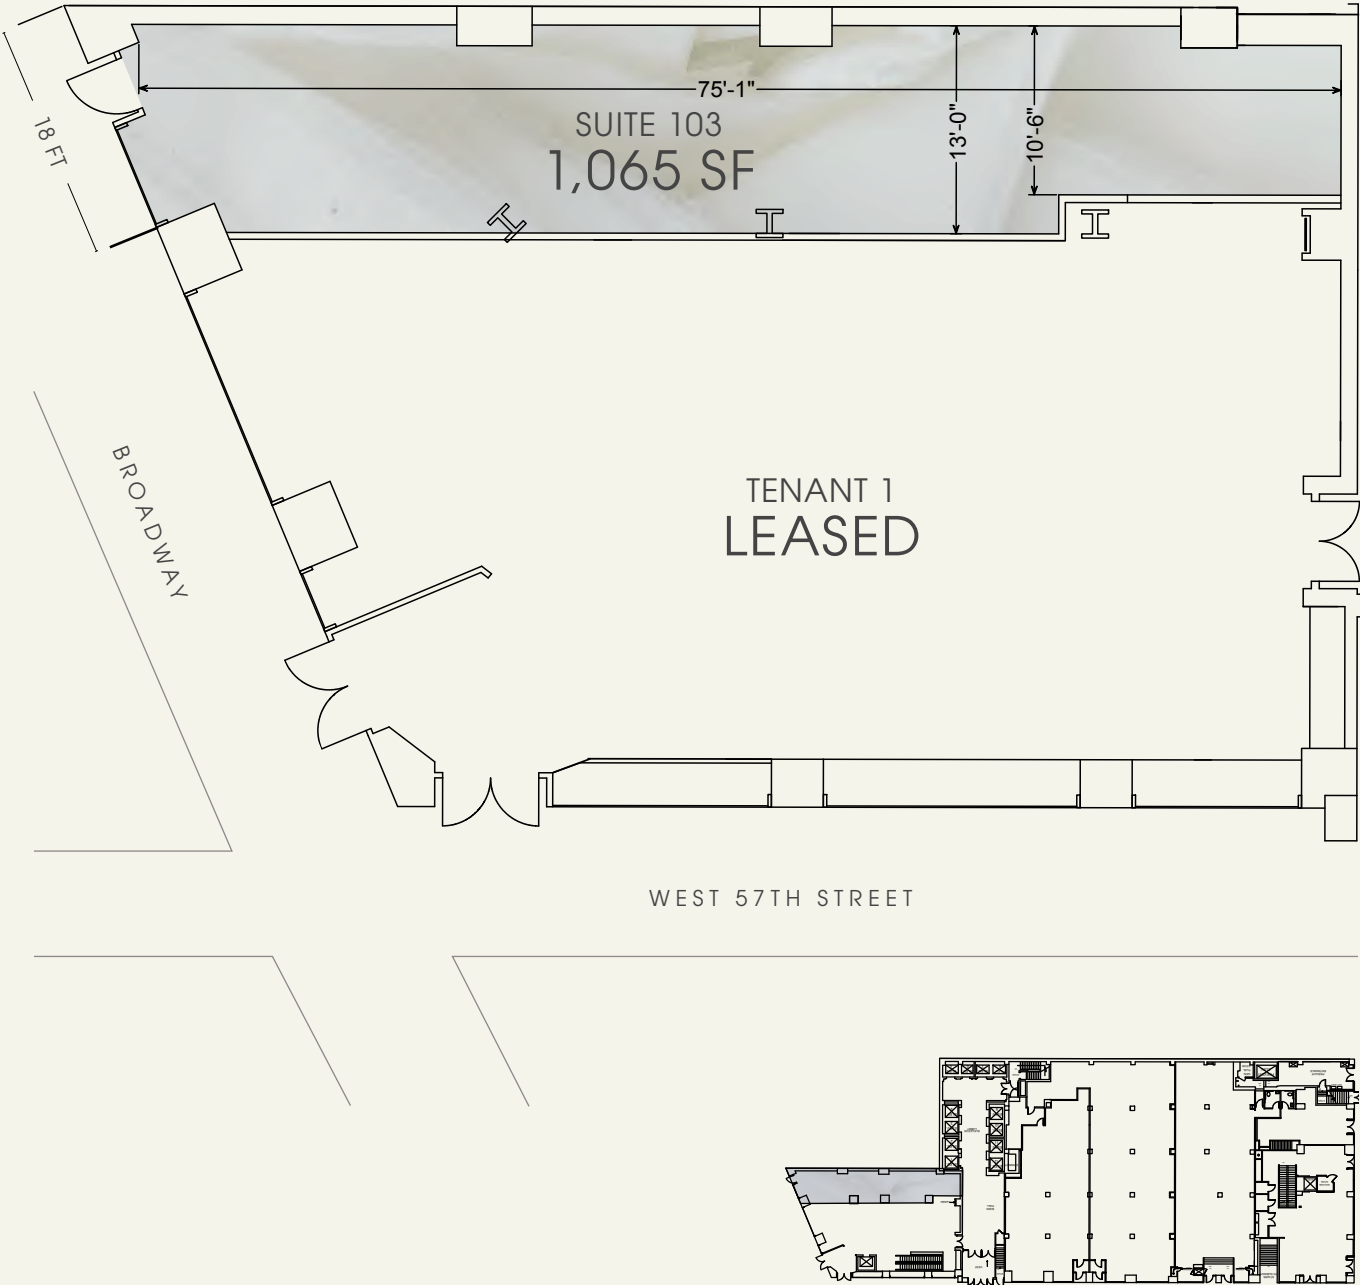 75'-1"
SUITE 103
1,065 SF
13'-0"
10'-6"
18 FT
BROADWAY
TENANT 1
LEASED
WEST 57TH STREET